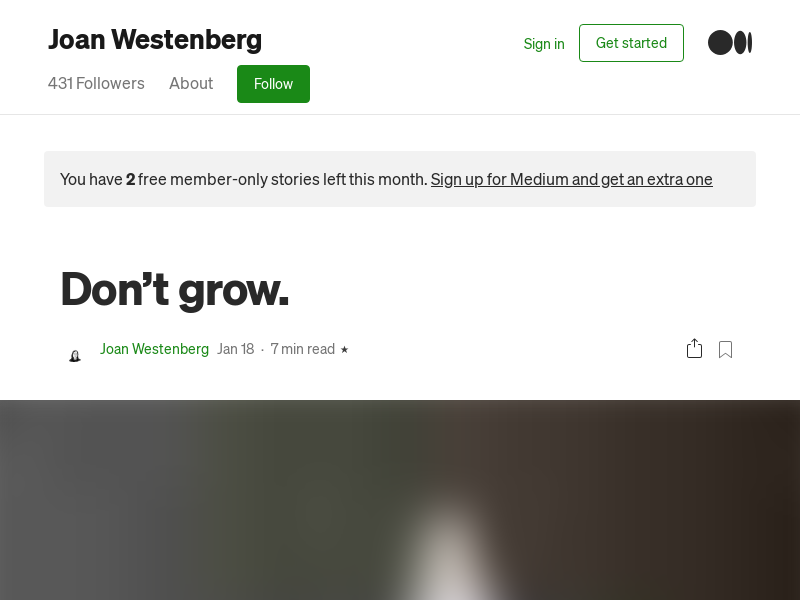 Joan Westenberg
Sign in
Get started
431 Followers
About
Follow
You have 2 free member-only stories left this month. Sign up for Medium and get an extra one
Don’t grow.
Joan Westenberg Jan 18 · 7 min read ★